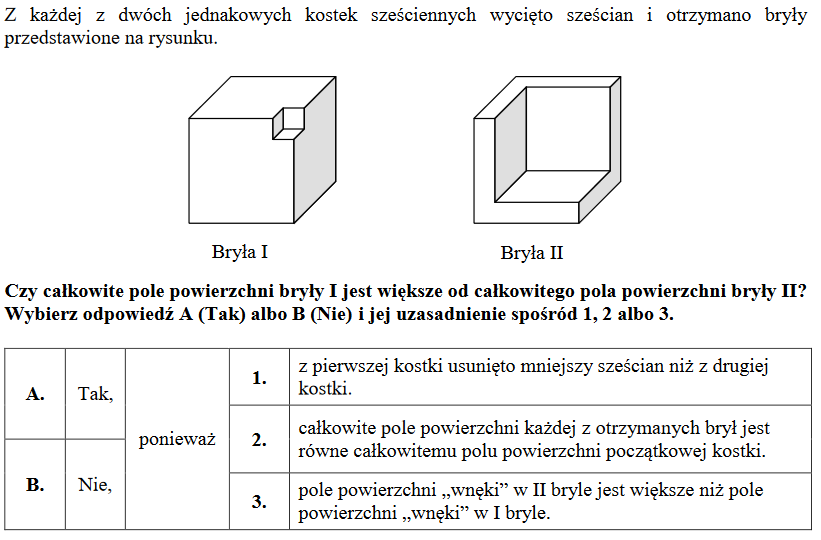 Z każdej z dwóch jednakowych kostek sześciennych wycięto sześcian i otrzymano bryły
przedstawione na rysunku.
Bryła I
Bryła II
Czy całkowite pole powierzchni bryły I jest większe od całkowitego pola powierzchni bryły II?
Wybierz odpowiedź A (Tak) albo B (Nie) i jej uzasadnienie spośród 1, 2 albo 3.
A.
Tak,
B.
Nie,
ponieważ
1.
z pierwszej kostki usunięto mniejszy sześcian niż z drugiej
kostki.
2.
całkowite pole powierzchni każdej z otrzymanych brył jest
równe całkowitemu polu powierzchni początkowej kostki.
3.
pole powierzchni „wnęki” w II bryle jest większe niż pole
powierzchni „wnęki” w I bryle.